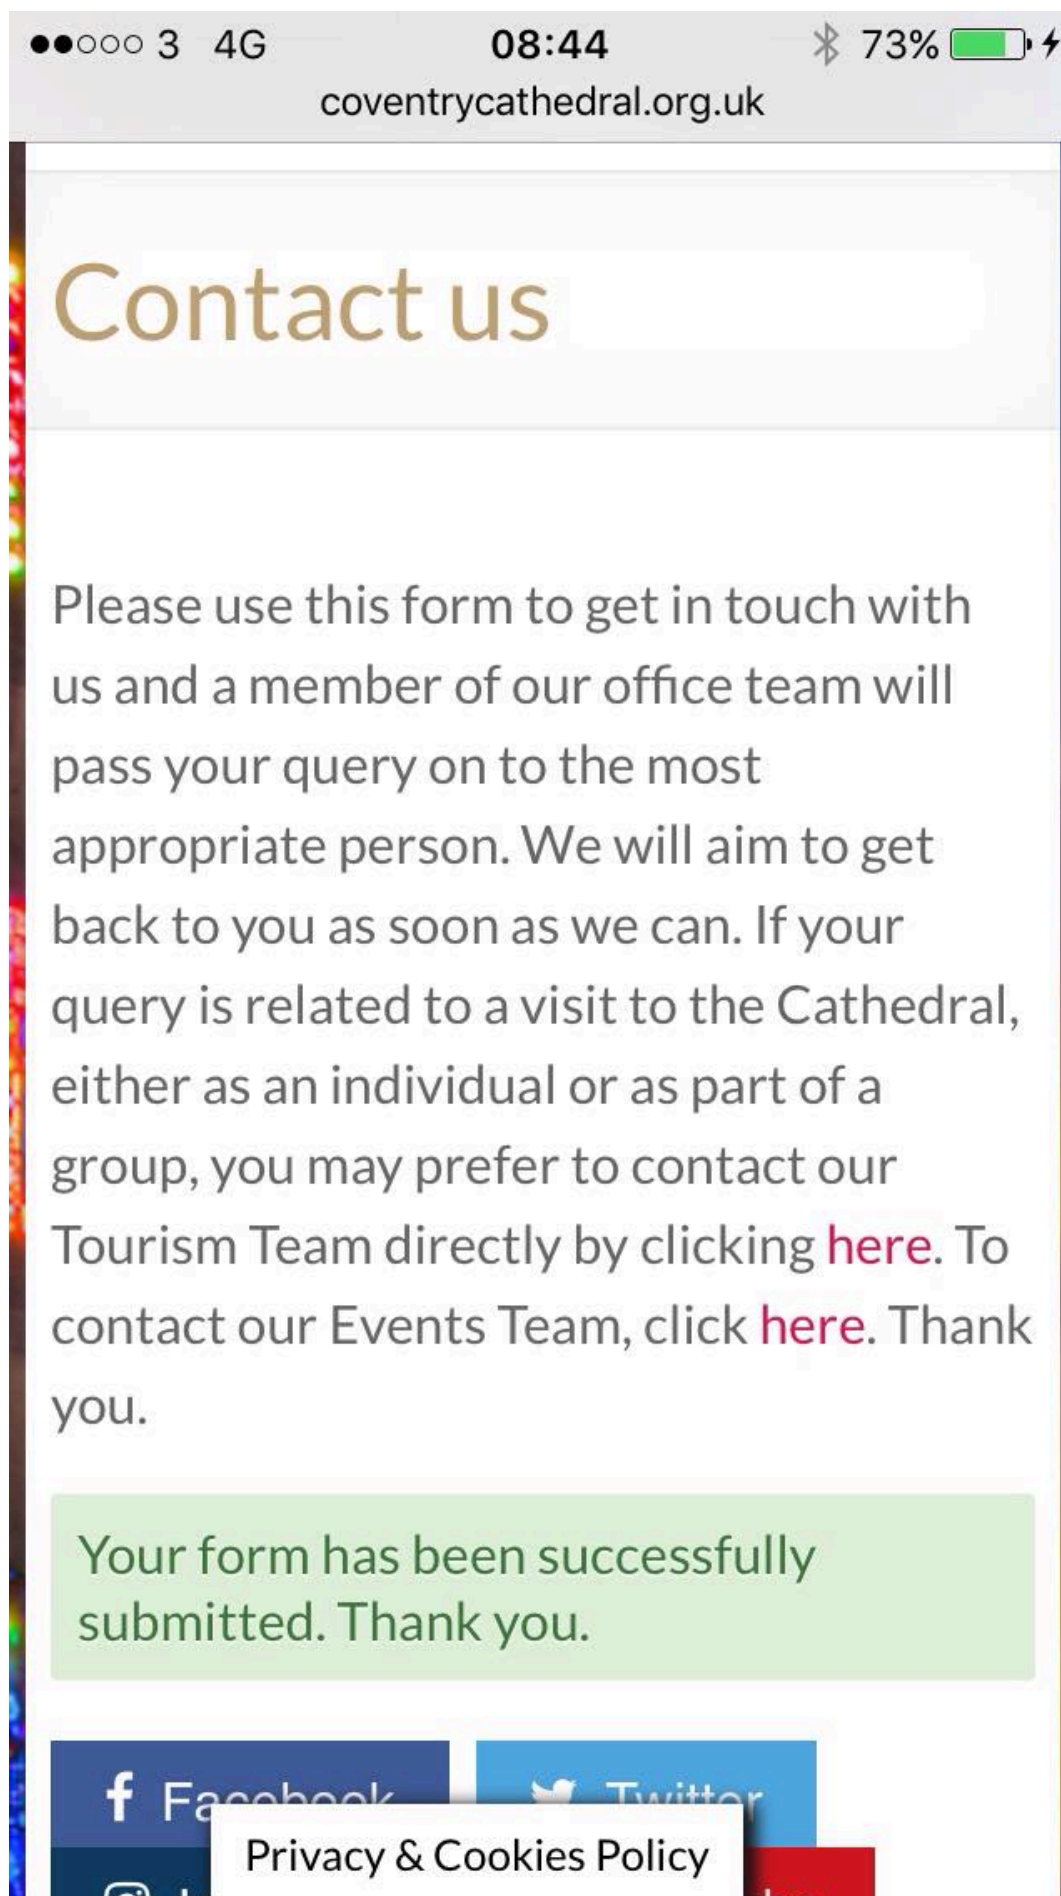 3 4G 08:44 73%
coventrycathedral.org.uk
Contact us
Please use this form to get in touch with
us and a member of our office team will
pass your query on to the most
appropriate person. We will aim to get
back to you as soon as we can. If your
query is related to a visit to the Cathedral,
either as an individual or as part of a
group, you may prefer to contact our
Tourism Team directly by clicking here. To
contact our Events Team, click here. Thank
you.
Your form has been successfully
submitted. Thank you.
Facebook Twitter
Privacy & Cookies Policy